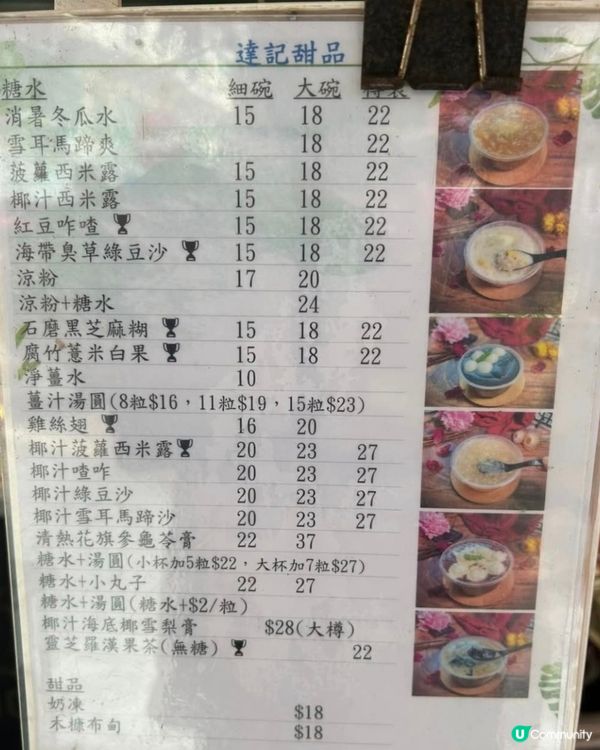 達記甜品
糖水 細碗 大碗 特裝
消暑冬瓜水 15 18 22
雪耳馬蹄爽 18 22
菠蘿西米露 15 18 22
椰汁西米露 15 18 22
紅豆咋喳 15 18 22
海帶臭草綠豆沙 15 18 22
涼粉 17 20
涼粉+糖水 24
石磨黑芝麻糊 15 18 22
腐竹薏米白果 15 18 22
淨薑水 10
薑汁湯圓(8粒$16，11粒$19，15粒$23)
雞絲翅 16 20
椰汁菠蘿西米露 20 23 27
椰汁喳咋 20 23 27
椰汁綠豆沙 20 23 27
椰汁雪耳馬蹄沙 20 23 27
清熱花旗參龜苓膏 22 37
糖水+湯圓(小杯加5粒$22，大杯加7粒$27)
糖水+小丸子 22 27
糖水+湯圓(糖水+$2/粒)
椰汁海底椰雪梨膏 $28(大樽)
靈芝羅漢果茶(無糖) 22
甜品
奶凍 $18
本槺布甸 $18
U Community